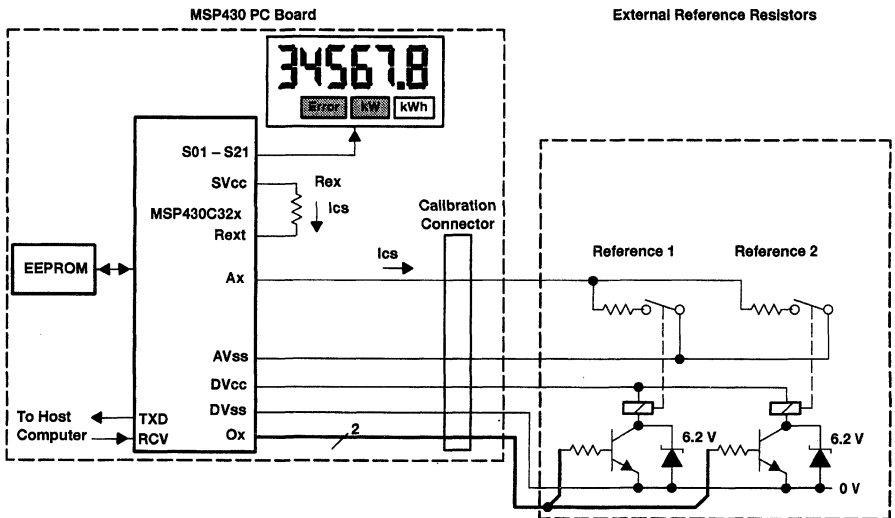 MSP430 PC Board
External Reference Resistors
34567.8
Error kW kWh
S01 – S21
SVcc
Rex
Ics
MSP430C32x
Rext
Calibration
Connector
EEPROM
Ics
Reference 1
Reference 2
Ax
AVss
DVcc
DVss
To Host
Computer
TXD
RCV
Ox
2
6.2 V
6.2 V
0 V